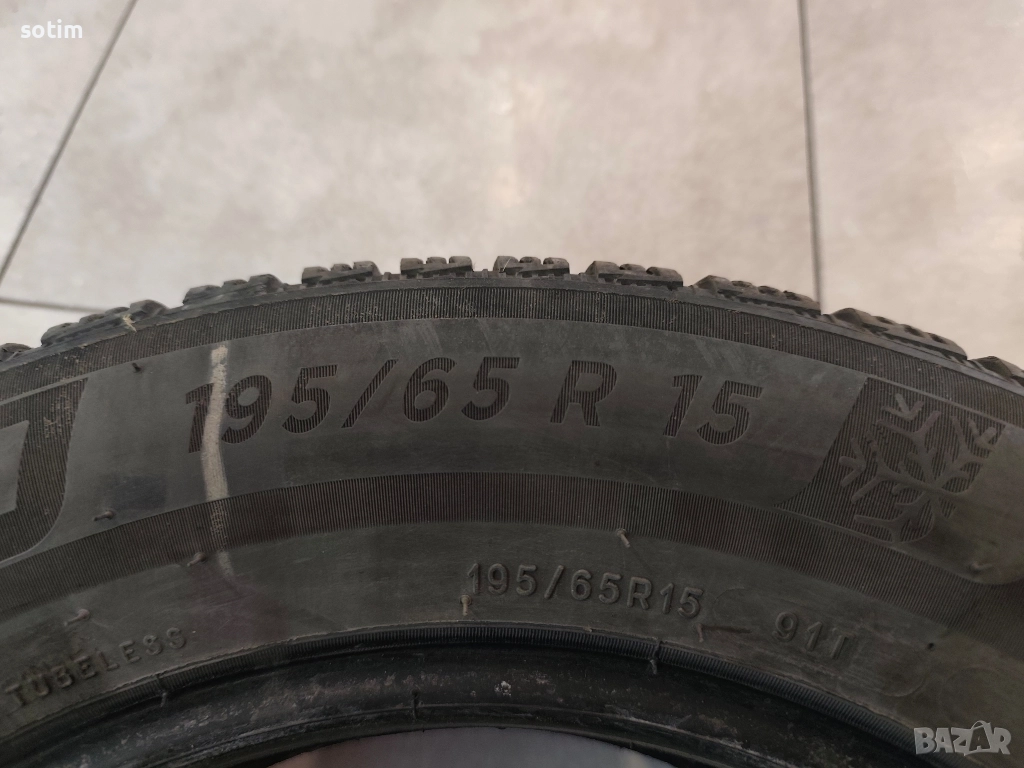 sotim
195/65 R 15
195/65R15 91T
TUBELESS
BAZAR